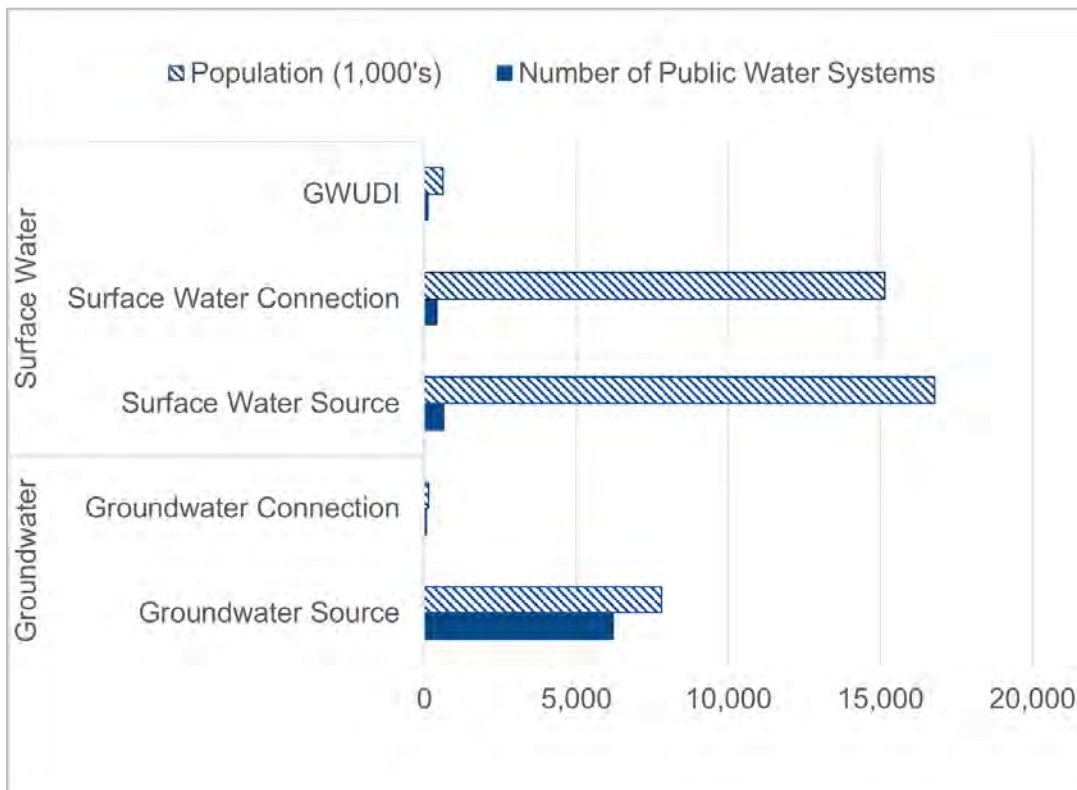 Population (1,000's) Number of Public Water Systems
Surface Water
GWUDI
Surface Water Connection
Surface Water Source
Groundwater
Groundwater Connection
Groundwater Source
0 5,000 10,000 15,000 20,000